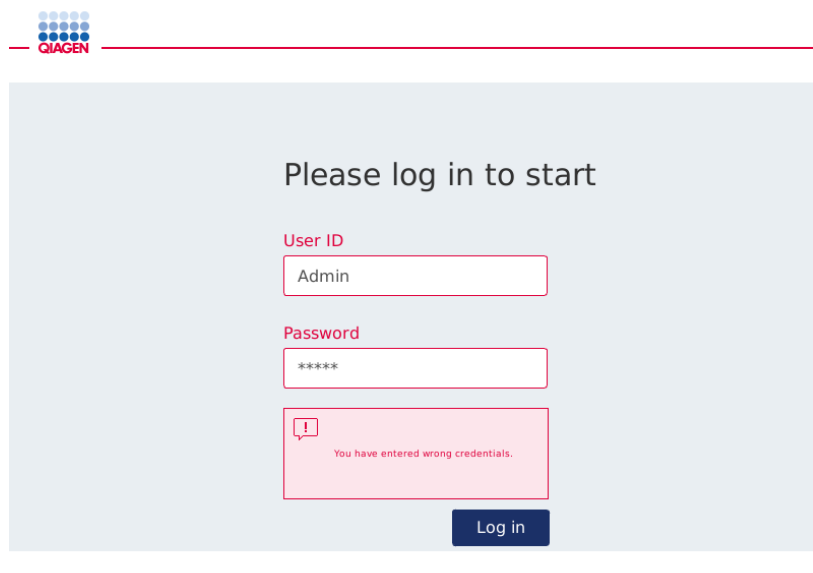 QIAGEN
Please log in to start
User ID
Admin
Password
*****
!
You have entered wrong credentials.
Log in